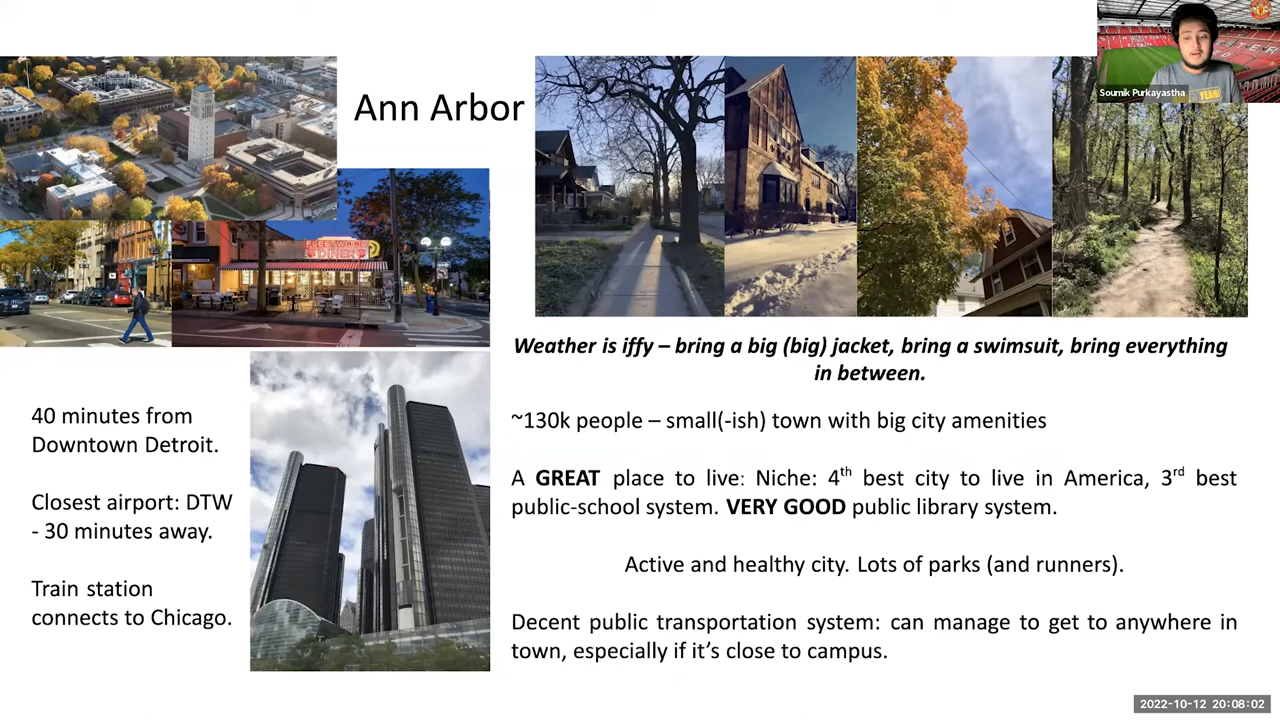 Ann Arbor
FLEETWOOD
DINER
Soumik Purkayastha
YEAH!
Weather is iffy – bring a big (big) jacket, bring a swimsuit, bring everything
in between.
40 minutes from
Downtown Detroit.
Closest airport: DTW
- 30 minutes away.
Train station
connects to Chicago.
~130k people – small(-ish) town with big city amenities
A GREAT place to live: Niche: 4th best city to live in America, 3rd best
public-school system. VERY GOOD public library system.
Active and healthy city. Lots of parks (and runners).
Decent public transportation system: can manage to get to anywhere in
town, especially if it’s close to campus.
2022-10-12 20:08:02